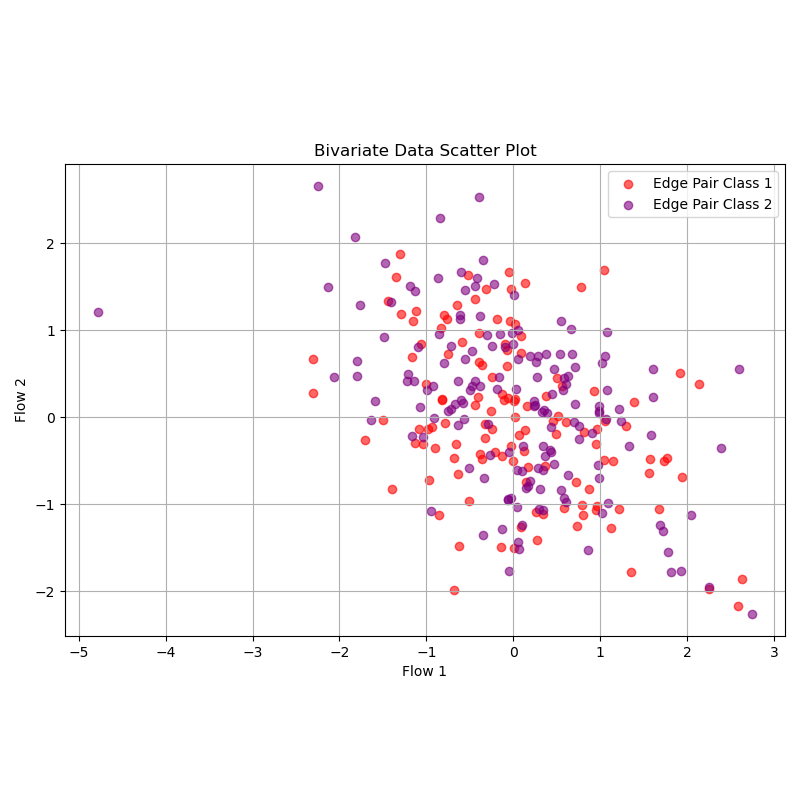 Bivariate Data Scatter Plot
Edge Pair Class 1
Edge Pair Class 2
2
1
0
−1
−2
Flow 2
−5 −4 −3 −2 −1 0 1 2 3
Flow 1